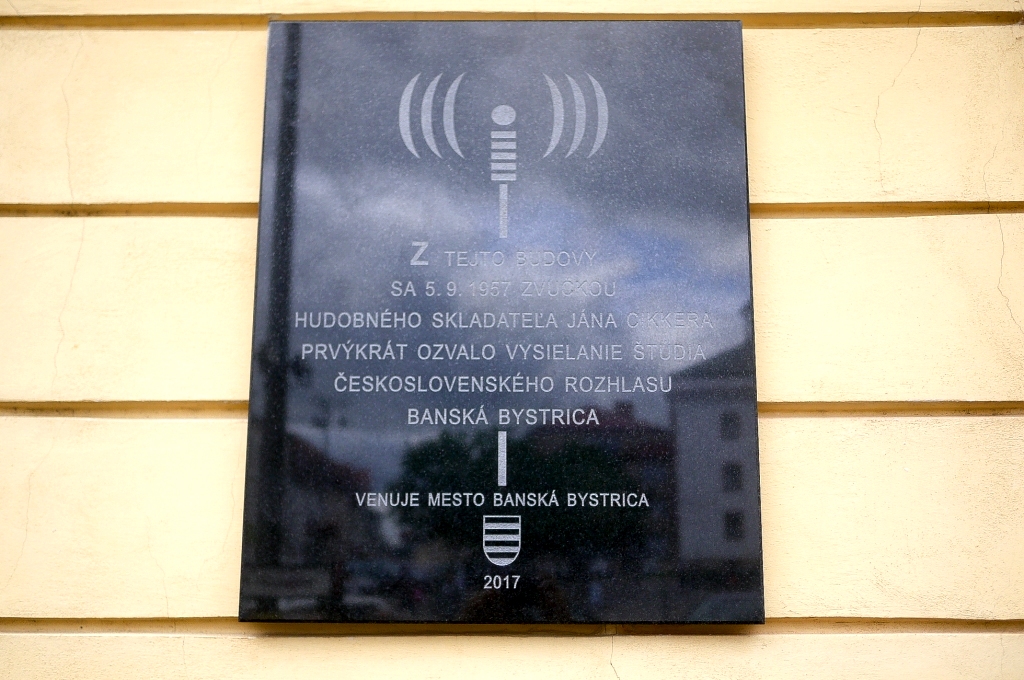 Z TEJTO BUDOVY
SA 5. 9. 1957 ZVUČKOU
HUDOBNÉHO SKLADATEĽA JÁNA CIKKERA
PRVÝKRÁT OZVALO VYSIELANIE ŠTÚDIA
ČESKOSLOVENSKÉHO ROZHLASU
BANSKÁ BYSTRICA
VENUJE MESTO BANSKÁ BYSTRICA
2017